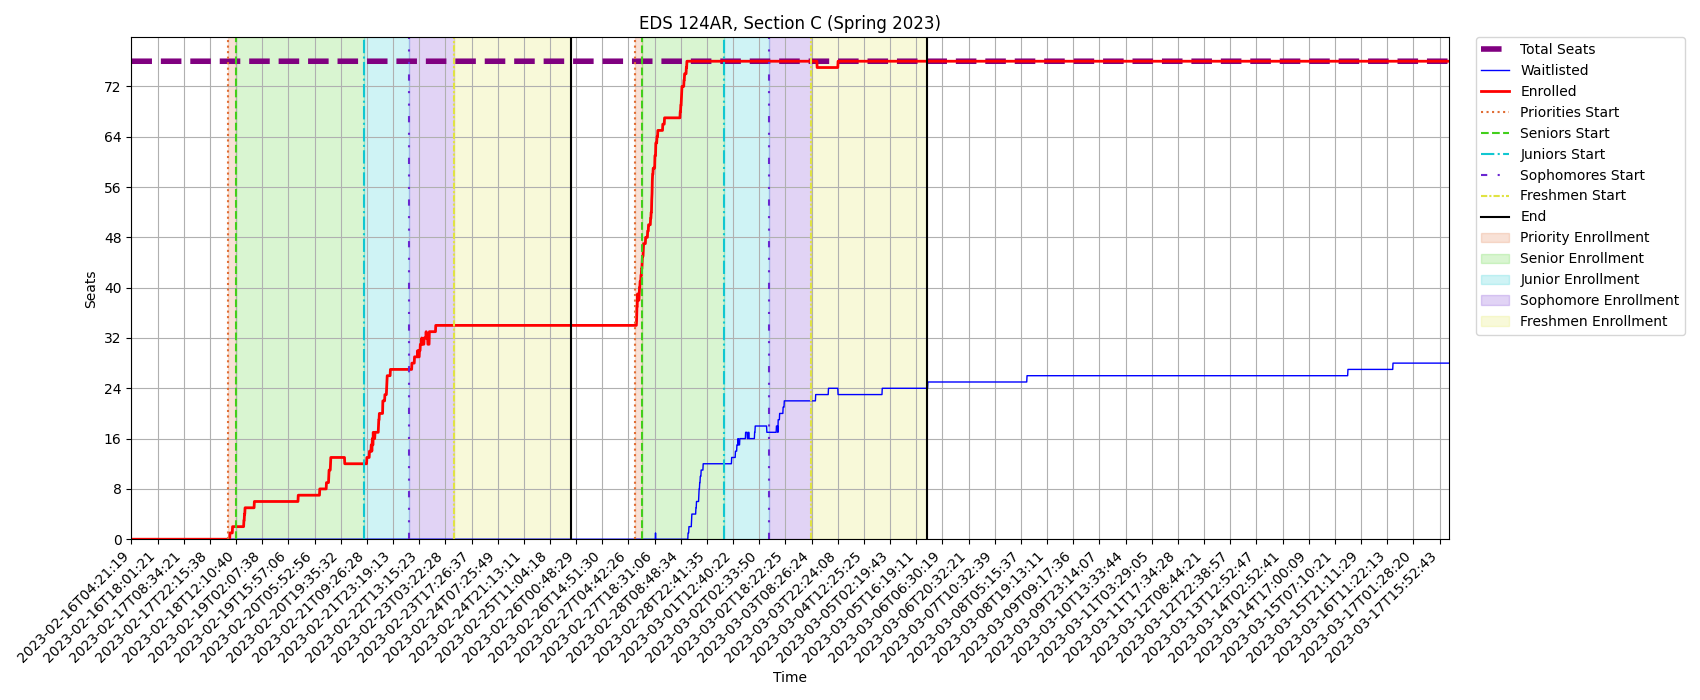 EDS 124AR, Section C (Spring 2023)
Seats
72
64
56
48
40
32
24
16
8
0
2023-02-16T04:21:19
2023-02-16T18:01:21
2023-02-17T08:34:21
2023-02-17T22:15:38
2023-02-18T12:10:40
2023-02-19T02:07:38
2023-02-19T15:57:06
2023-02-20T05:52:56
2023-02-20T19:35:32
2023-02-21T09:26:28
2023-02-21T23:19:13
2023-02-22T13:15:23
2023-02-23T03:22:28
2023-02-23T17:26:37
2023-02-24T07:25:49
2023-02-24T21:13:11
2023-02-25T11:04:18
2023-02-26T00:48:29
2023-02-26T14:51:30
2023-02-27T04:42:26
2023-02-27T18:31:06
2023-02-28T08:48:34
2023-02-28T22:41:35
2023-03-01T12:40:22
2023-03-02T02:33:50
2023-03-02T18:22:25
2023-03-03T08:26:24
2023-03-03T22:24:08
2023-03-04T12:25:25
2023-03-05T02:19:43
2023-03-05T16:19:11
2023-03-06T06:30:19
2023-03-06T20:32:21
2023-03-07T10:32:39
2023-03-08T05:15:37
2023-03-08T19:13:11
2023-03-09T09:17:36
2023-03-09T23:14:07
2023-03-10T13:33:44
2023-03-11T03:29:05
2023-03-11T17:34:28
2023-03-12T08:44:21
2023-03-12T22:38:57
2023-03-13T12:52:47
2023-03-14T02:52:41
2023-03-14T17:00:09
2023-03-15T07:10:21
2023-03-15T21:11:29
2023-03-16T11:22:13
2023-03-17T01:28:20
2023-03-17T15:52:43
Time
Total Seats
Waitlisted
Enrolled
Priorities Start
Seniors Start
Juniors Start
Sophomores Start
Freshmen Start
End
Priority Enrollment
Senior Enrollment
Junior Enrollment
Sophomore Enrollment
Freshmen Enrollment